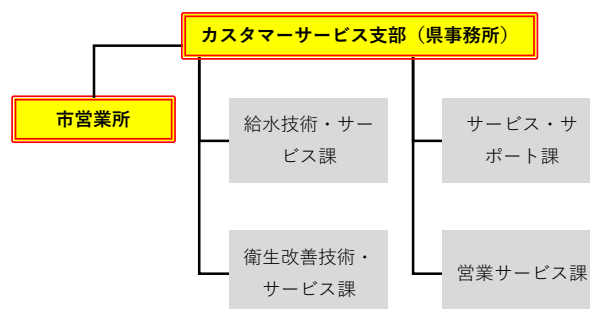 カスタマーサービス支部（県事務所）
市営業所
給水技術・サー
ビス課
サービス・サ
ポート課
衛生改善技術・
サービス課
営業サービス課